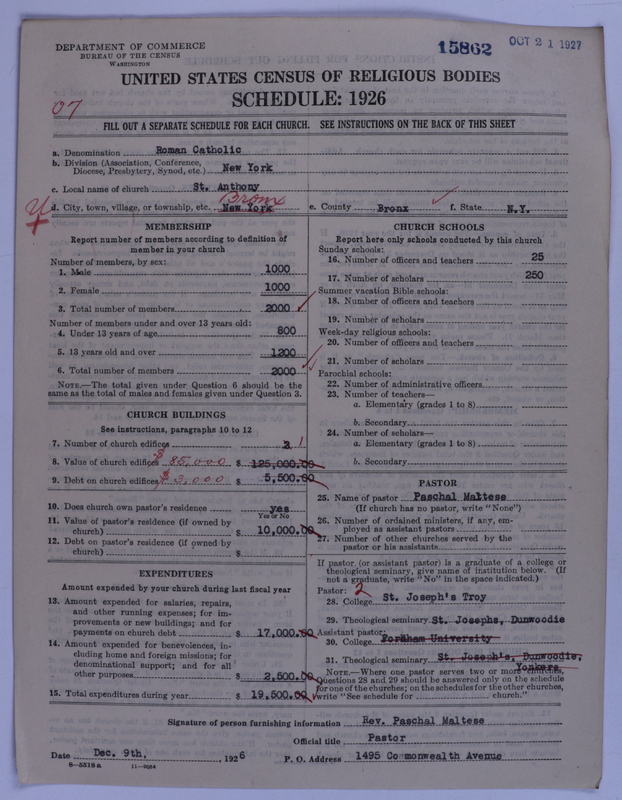 15862 OCT 21 1927
DEPARTMENT OF COMMERCE
BUREAU OF THE CENSUS
WASHINGTON
UNITED STATES CENSUS OF RELIGIOUS BODIES
SCHEDULE: 1926
07
FILL OUT A SEPARATE SCHEDULE FOR EACH CHURCH. SEE INSTRUCTIONS ON THE BACK OF THIS SHEET
a. Denomination Roman Catholic
b. Division (Association, Conference, Diocese, Presbytery, Synod, etc.) New York
c. Local name of church St. Anthony
Bronx
d. City, town, village, or township, etc. New York e. County Bronx f. State N.Y.
MEMBERSHIP
Report number of members according to definition of
member in your church
Number of members, by sex:
1. Male 1000
2. Female 1000
3. Total number of members 2000
Number of members under and over 13 years old:
4. Under 13 years of age 800
5. 13 years old and over 1200
6. Total number of members 2000
NOTE.—The total given under Question 6 should be the
same as the total of males and females given under Question 3.
CHURCH BUILDINGS
See instructions, paragraphs 10 to 12
7. Number of church edifices 2 1
8. Value of church edifices $85,000 $ 125,000.00
9. Debt on church edifices $3,000 $ 5,500.00
10. Does church own pastor's residence yes
Yes or No
11. Value of pastor's residence (if owned by
church) $ 10,000.00
12. Debt on pastor's residence (if owned by
church) $
EXPENDITURES
Amount expended by your church during last fiscal year
13. Amount expended for salaries, repairs,
and other running expenses; for im-
provements or new buildings; and for
payments on church debt $ 17,000.00
14. Amount expended for benevolences, in-
cluding home and foreign missions; for
denominational support; and for all
other purposes $ 2,500.00
15. Total expenditures during year $ 19,500.00
CHURCH SCHOOLS
Report here only schools conducted by this church
Sunday schools:
16. Number of officers and teachers 25
17. Number of scholars 250
Summer vacation Bible schools:
18. Number of officers and teachers
19. Number of scholars
Week-day religious schools:
20. Number of officers and teachers
21. Number of scholars
Parochial schools:
22. Number of administrative officers
23. Number of teachers—
a. Elementary (grades 1 to 8)
b. Secondary
24. Number of scholars—
a. Elementary (grades 1 to 8)
b. Secondary
PASTOR
25. Name of pastor Paschal Maltese
(If church has no pastor, write "None")
26. Number of ordained ministers, if any, em-
ployed as assistant pastors
27. Number of other churches served by the
pastor or his assistants
If pastor (or assistant pastor) is a graduate of a college or
theological seminary, give name of institution below. (If
not a graduate, write "No" in the space indicated.)
Pastor: 2
28. College St. Joseph's Troy
29. Theological seminary St. Josephs, Dunwoodie
Assistant pastor:
30. College Fordham University
31. Theological seminary St. Joseph's, Dunwoodie,
Yonkers
NOTE.—Where one pastor serves two or more churches,
Questions 28 and 29 should be answered only on the schedule
for one of the churches; on the schedules for the other churches,
write "See schedule for church."
Signature of person furnishing information Rev. Paschal Maltese
Official title Pastor
Date Dec. 9th, 1926 P. O. Address 1495 Commonwealth Avenue
8—5518a 11—9034